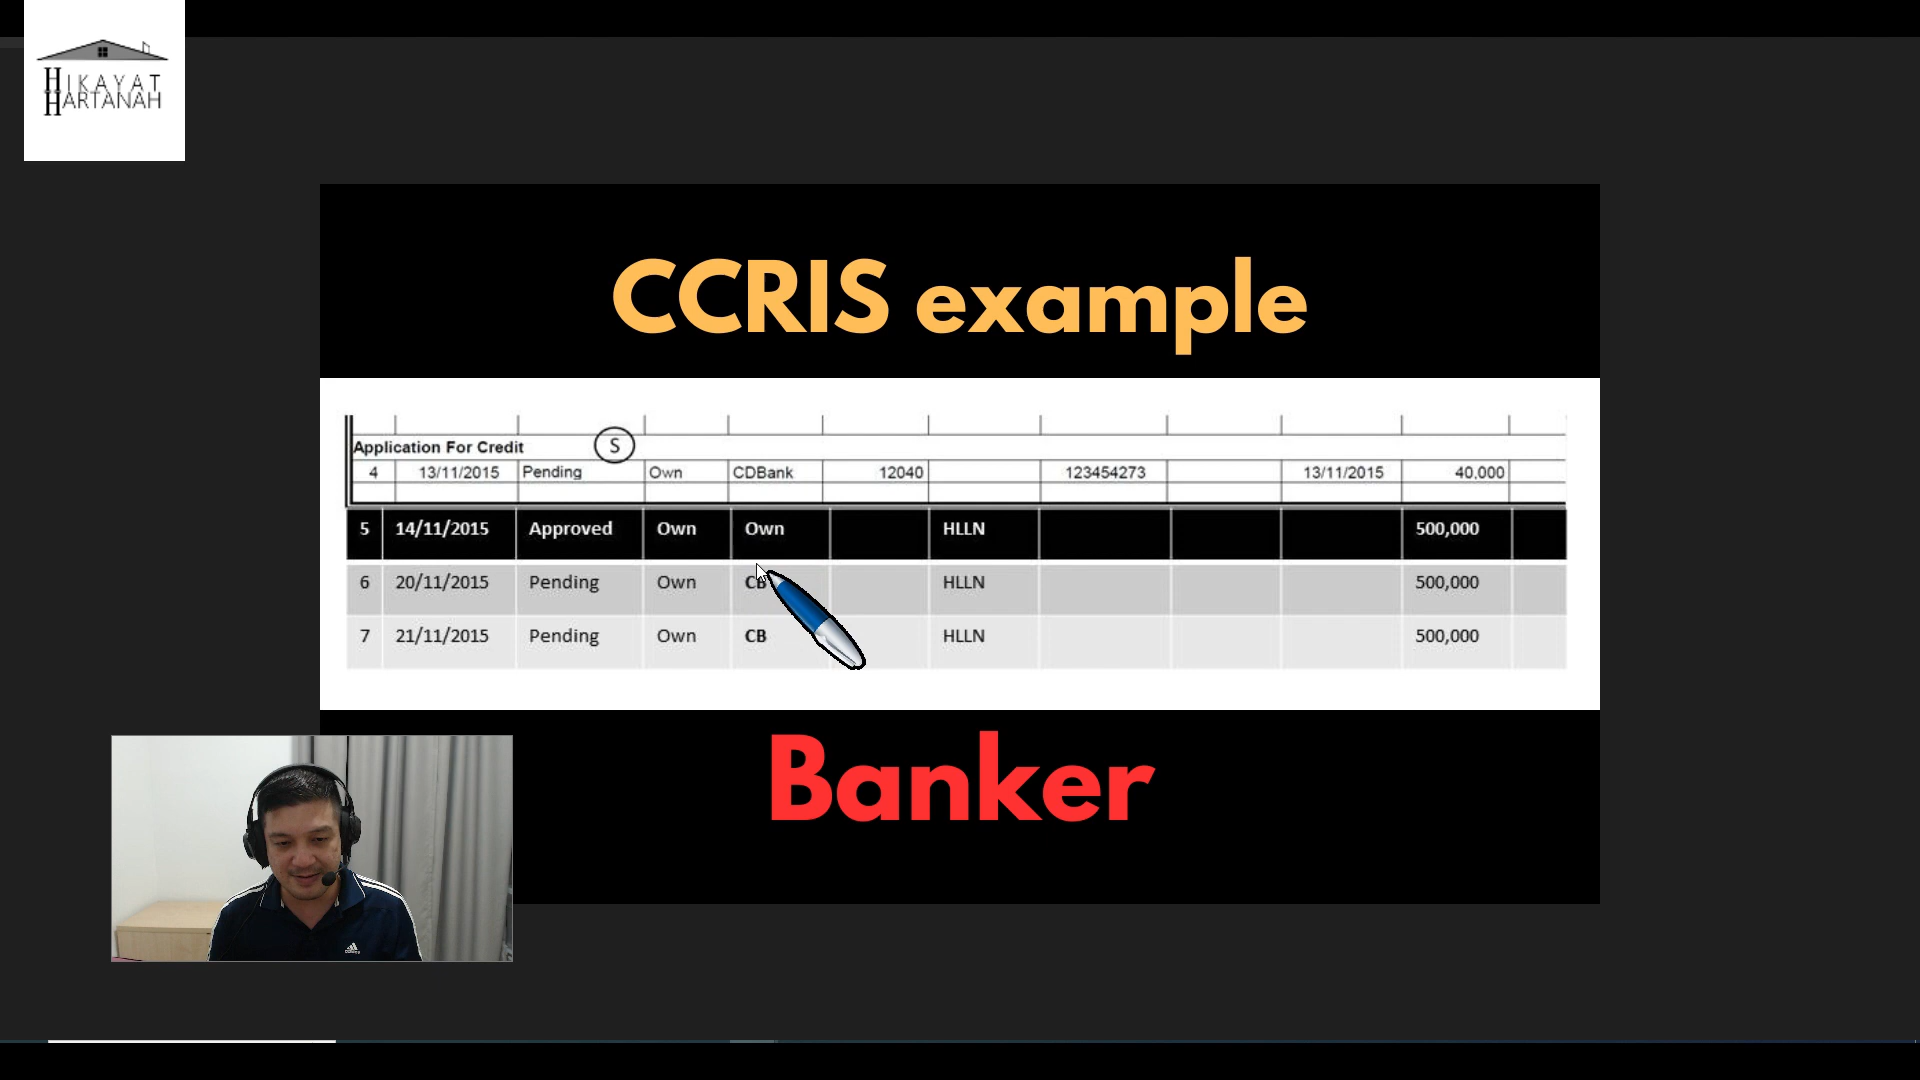 HIKAYAT
HARTANAH
CCRIS example
Application For Credit S
4 13/11/2015 Pending Own CDBank 12040 123454273 13/11/2015 40,000
5 14/11/2015 Approved Own Own HLLN 500,000
6 20/11/2015 Pending Own CB HLLN 500,000
7 21/11/2015 Pending Own CB HLLN 500,000
Banker